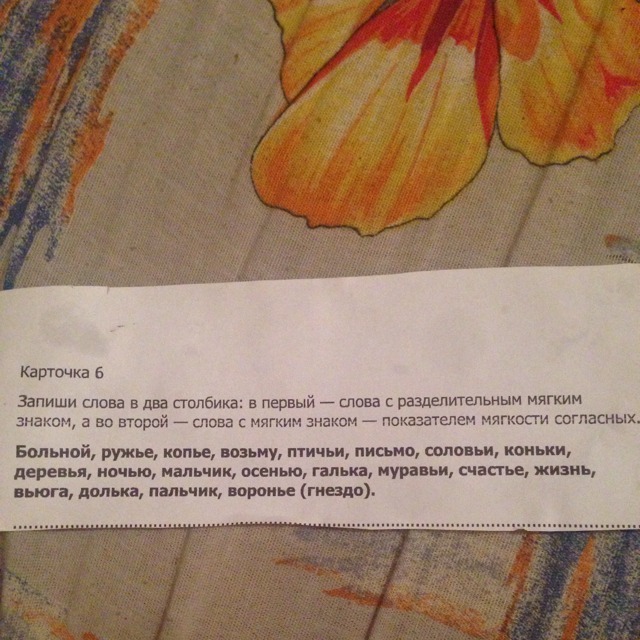 Карточка 6
Запиши слова в два столбика: в первый — слова с разделительным мягким
знаком, а во второй — слова с мягким знаком — показателем мягкости согласных.
Больной, ружье, копье, возьму, птичьи, письмо, соловьи, коньки,
деревья, ночью, мальчик, осенью, галька, муравьи, счастье, жизнь,
вьюга, долька, пальчик, воронье (гнездо).